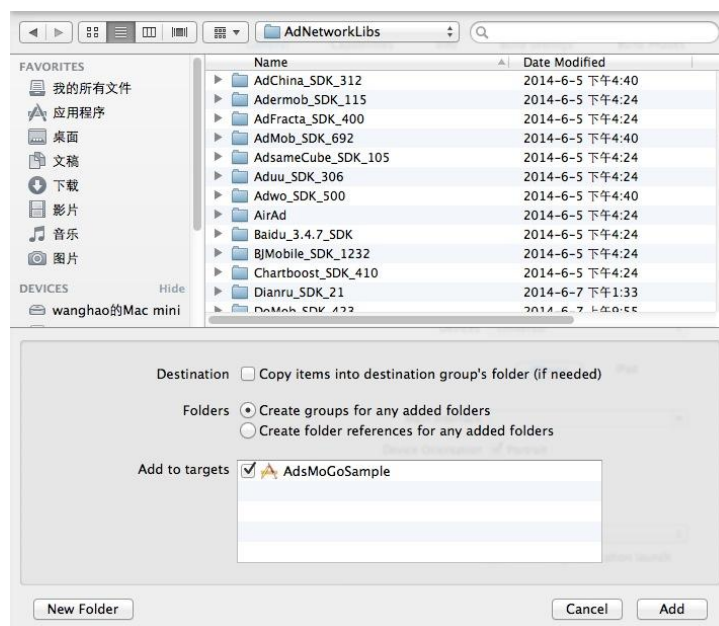 AdNetworkLibs
FAVORITES
我的所有文件
应用程序
桌面
文稿
下载
影片
音乐
图片
DEVICES Hide
wanghao的Mac mini
Name Date Modified
AdChina_SDK_312 2014-6-5 下午4:40
Adermob_SDK_115 2014-6-5 下午4:24
AdFracta_SDK_400 2014-6-5 下午4:24
AdMob_SDK_692 2014-6-5 下午4:40
AdsameCube_SDK_105 2014-6-5 下午4:24
Aduu_SDK_306 2014-6-5 下午4:24
Adwo_SDK_500 2014-6-5 下午4:40
AirAd 2014-6-5 下午4:24
Baidu_3.4.7_SDK 2014-6-5 下午4:24
BJMobile_SDK_1232 2014-6-5 下午4:24
Chartboost_SDK_410 2014-6-5 下午4:24
Dianru_SDK_21 2014-6-7 下午1:33
DoMob_SDK_423 2014-6-7 上午9:55
Destination Copy items into destination group's folder (if needed)
Folders Create groups for any added folders
Create folder references for any added folders
Add to targets AdsMoGoSample
New Folder Cancel Add